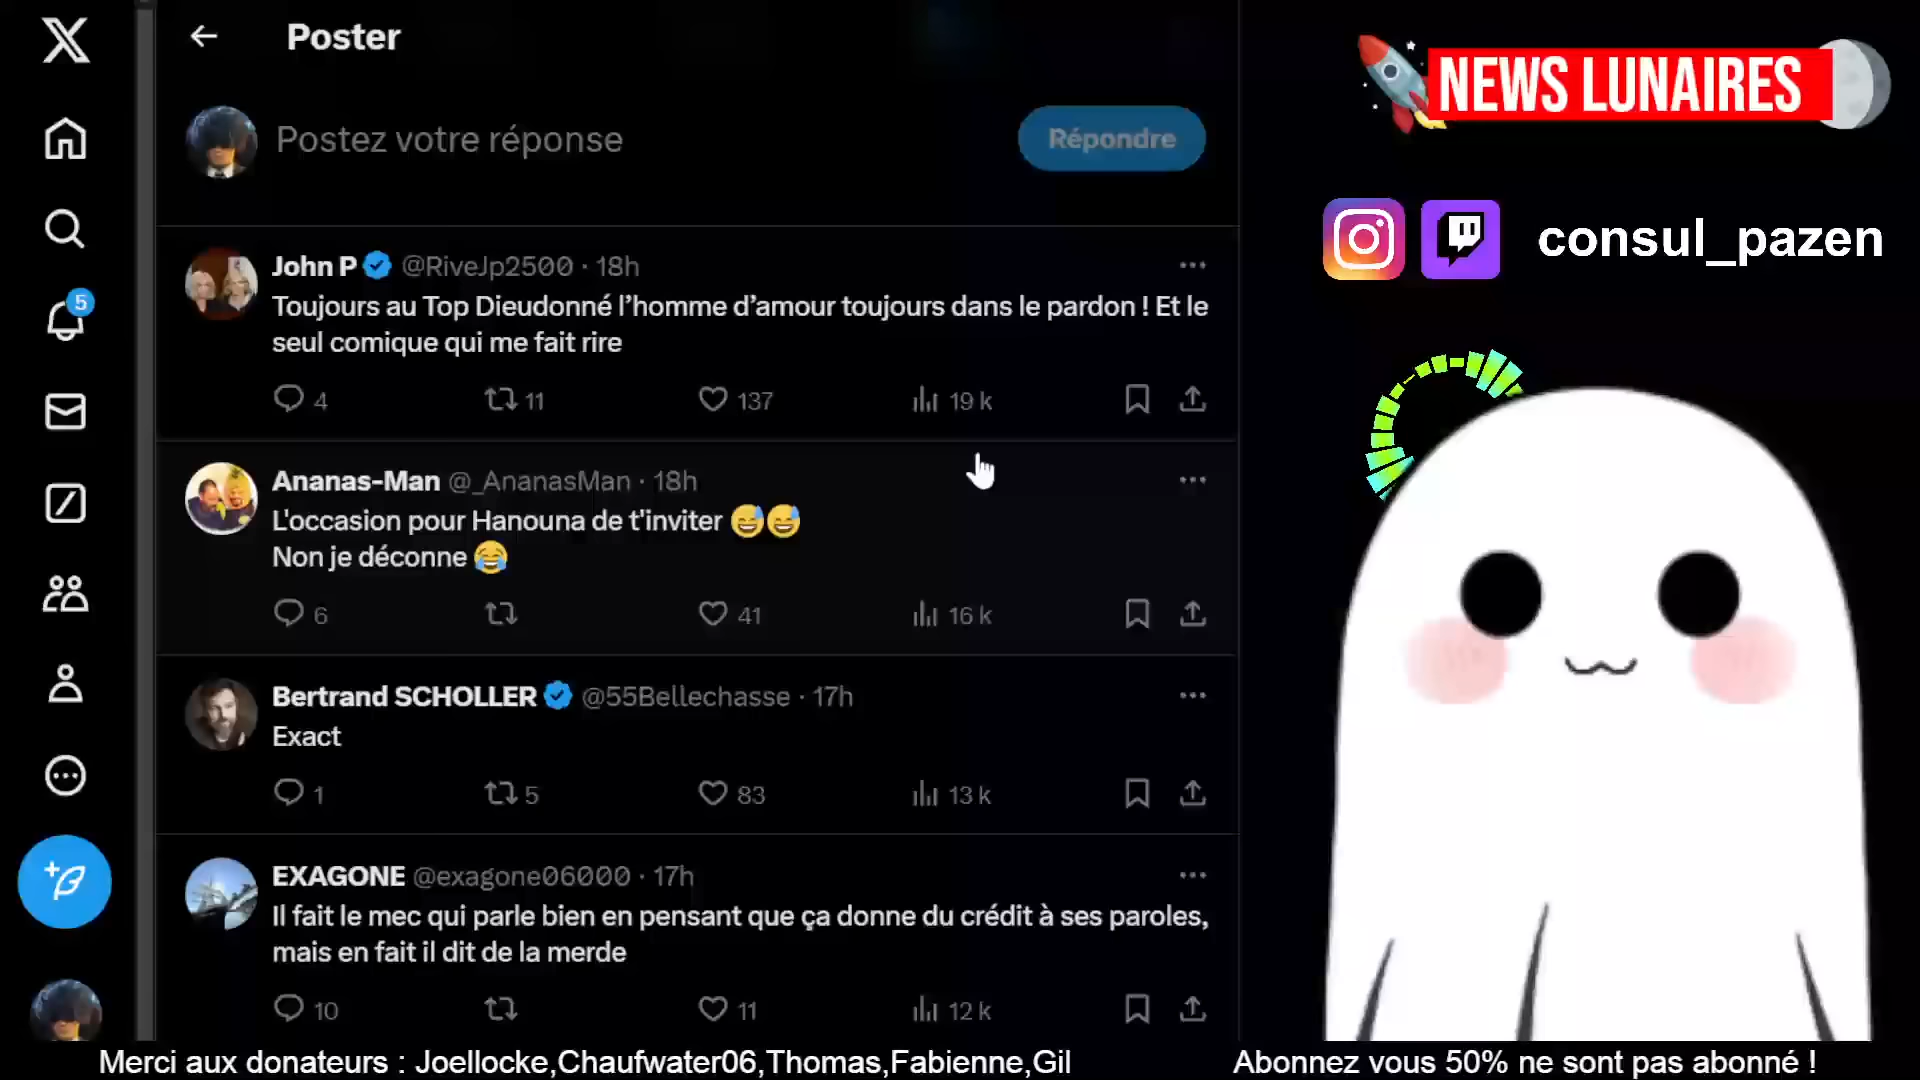 Poster
Postez votre réponse
Répondre
5
John P @RiveJp2500 · 18h
Toujours au Top Dieudonné l’homme d’amour toujours dans le pardon ! Et le
seul comique qui me fait rire
4 11 137 19 k
Ananas-Man @_AnanasMan · 18h
L'occasion pour Hanouna de t'inviter 😅😅
Non je déconne 😂
6 41 16 k
Bertrand SCHOLLER @55Bellechasse · 17h
Exact
1 5 83 13 k
EXAGONE @exagone06000 · 17h
Il fait le mec qui parle bien en pensant que ça donne du crédit à ses paroles,
mais en fait il dit de la merde
10 11 12 k
NEWS LUNAIRES
consul_pazen
Merci aux donateurs : Joellocke,Chaufwater06,Thomas,Fabienne,Gil
Abonnez vous 50% ne sont pas abonné !